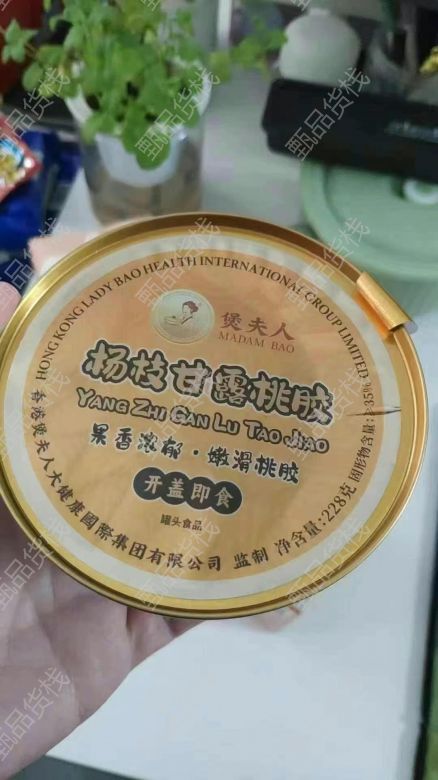 HONG KONG LADY BAO HEALTH INTERNATIONAL GROUP LIMITED
煲夫人
MADAM BAO
杨枝甘露桃胶
YANG ZHI GAN LU TAO JIAO
果香浓郁·嫩滑桃胶
开盖即食
罐头食品
香港煲夫人大健康國際集团有限公司 监制
净含量:228克 固形物含量:≥35%
甄品货栈